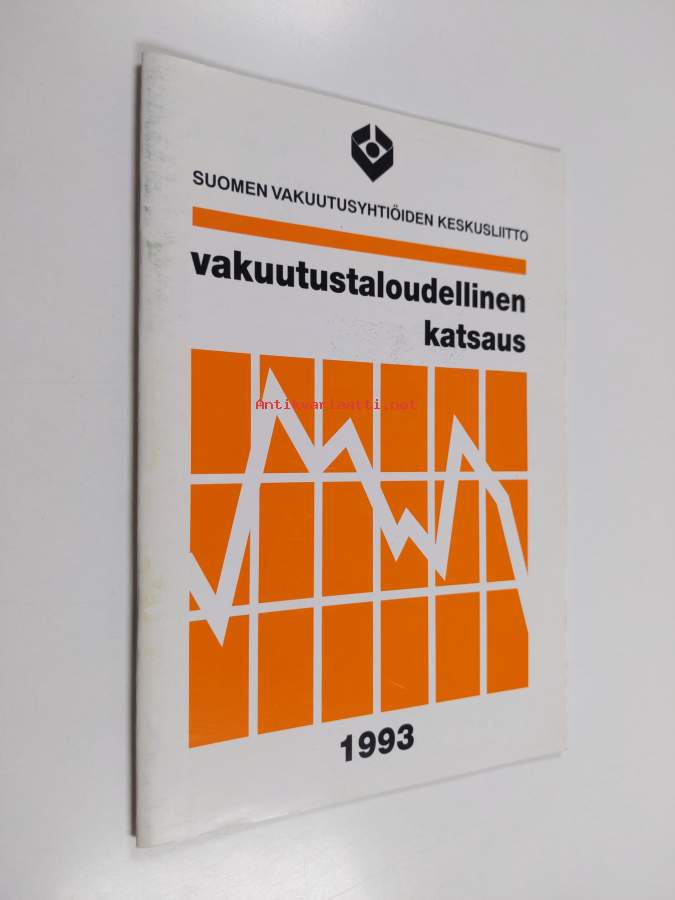 SUOMEN VAKUUTUSYHTIÖIDEN KESKUSLIITTO
vakuutustaloudellinen
katsaus
Antikvariaatti.net
1993